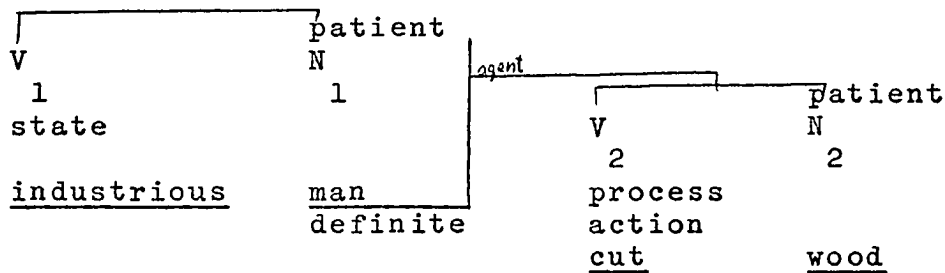 patient
V N
1 1
agent
patient
V N
2 2
state
industrious man process
definite action
cut wood